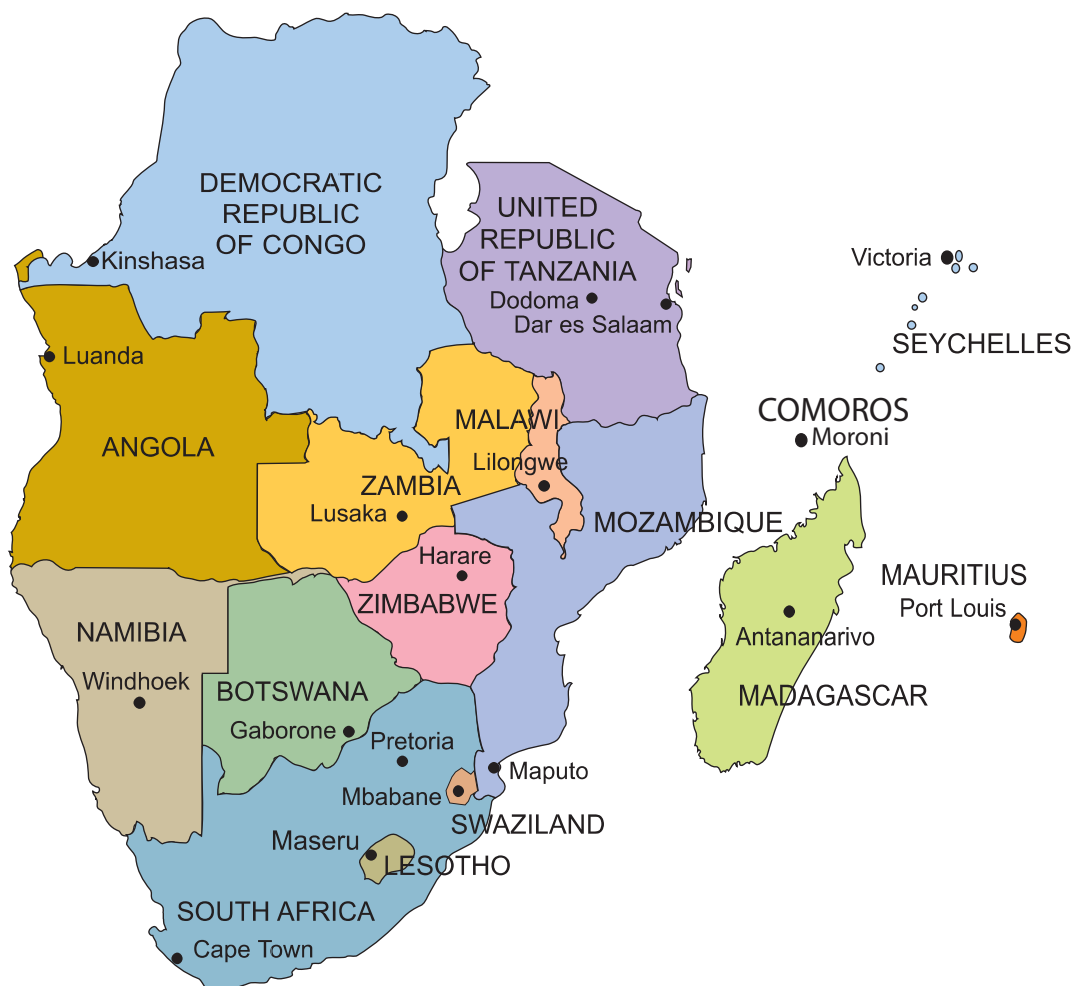 DEMOCRATIC
REPUBLIC
OF CONGO
Kinshasa
UNITED
REPUBLIC
OF TANZANIA
Dodoma
Dar es Salaam
Victoria
SEYCHELLES
Luanda
ANGOLA
COMOROS
Moroni
MALAWI
Lilongwe
ZAMBIA
Lusaka
MOZAMBIQUE
Harare
ZIMBABWE
MAURITIUS
Port Louis
Antananarivo
MADAGASCAR
NAMIBIA
Windhoek
BOTSWANA
Gaborone
Pretoria
Maputo
Mbabane
SWAZILAND
Maseru
LESOTHO
SOUTH AFRICA
Cape Town